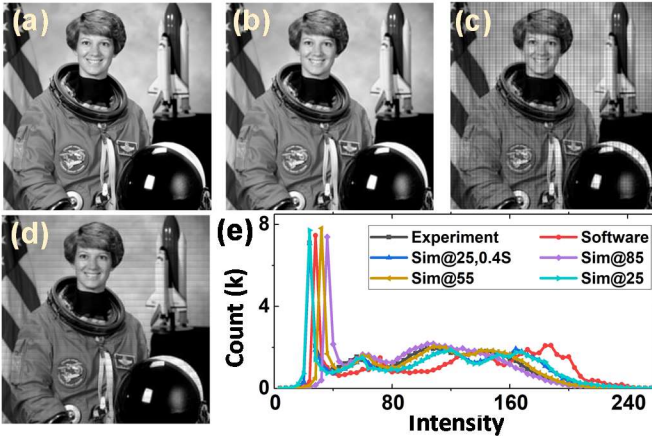 (a)
(b)
(c)
(d)
(e)
8
Experiment
Software
Sim@25,0.4S
Sim@85
Sim@55
Sim@25
4
0
Count (k)
0
80
160
240
Intensity